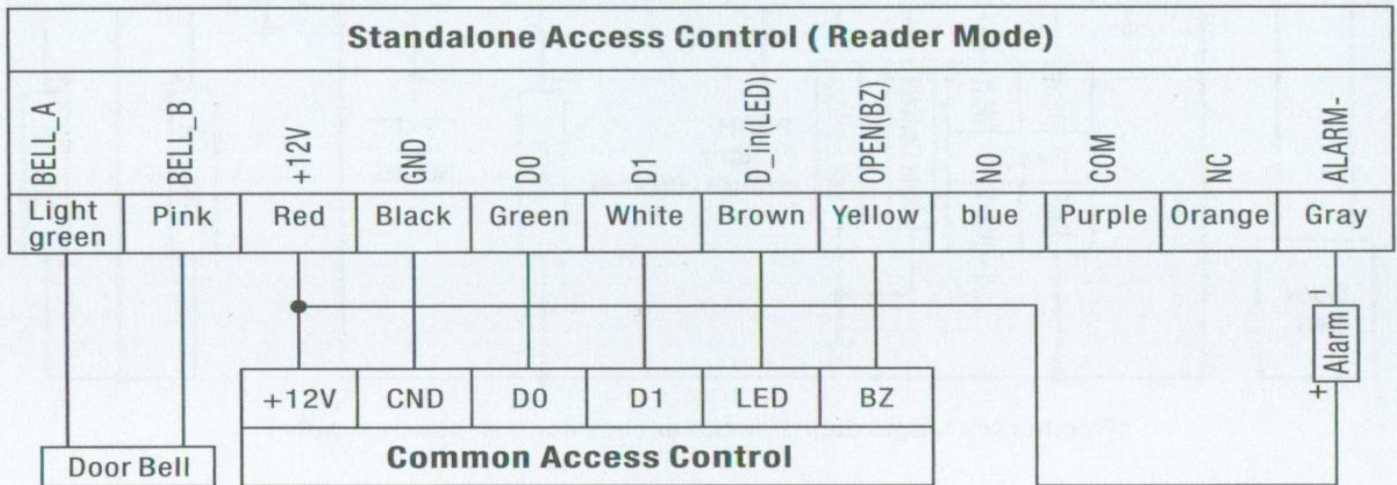 Standalone Access Control ( Reader Mode)
BELL_A BELL_B +12V GND D0 D1 D_in(LED) OPEN(BZ) NO COM NC ALARM-
Light green Pink Red Black Green White Brown Yellow blue Purple Orange Gray
- Alarm +
+12V CND D0 D1 LED BZ
Door Bell Common Access Control